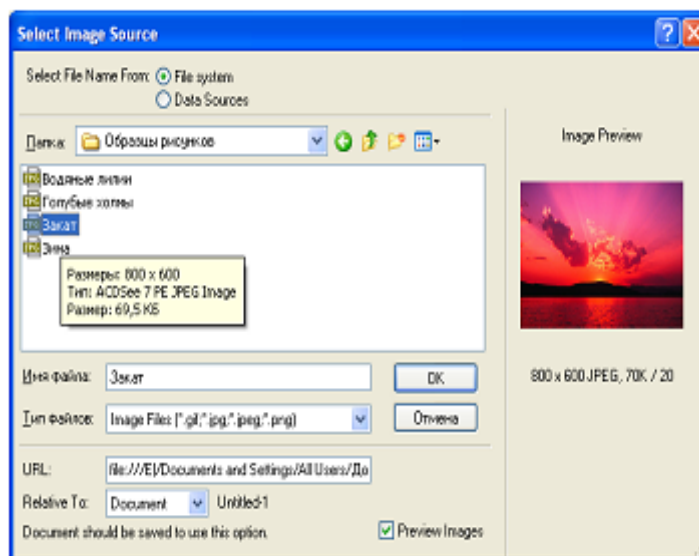 Select Image Source
Select File Name From: File system
Data Sources
Папка: Образцы рисунков
Image Preview
Водяные лилии
Голубые холмы
Закат
Зима
Размеры: 800 x 600
Тип: ACDSee 7 PE JPEG Image
Размер: 69,5 КБ
Имя файла: Закат
OK
800 x 600 JPEG, 70K / 20
Тип файлов: Image Files (*.gif;*.jpg;*.jpeg;*.png)
Отмена
URL: file:///E|/Documents and Settings/All Users/До
Relative To: Document Untitled-1
Document should be saved to use this option.
Preview Images